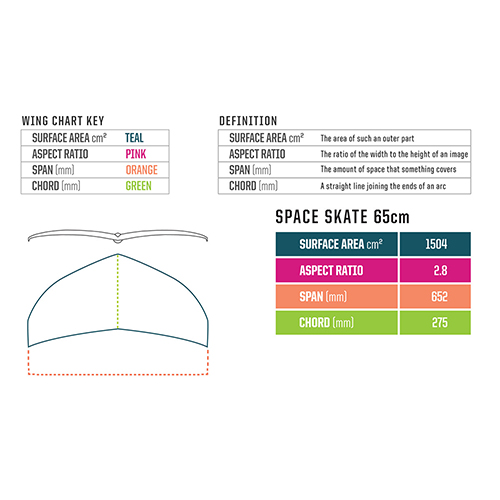 WING CHART KEY
SURFACE AREA cm² TEAL
ASPECT RATIO PINK
SPAN (mm) ORANGE
CHORD (mm) GREEN
DEFINITION
SURFACE AREA cm² The area of such an outer part
ASPECT RATIO The ratio of the width to the height of an image
SPAN (mm) The amount of space that something covers
CHORD (mm) A straight line joining the ends of an arc
SPACE SKATE 65cm
SURFACE AREA cm² 1504
ASPECT RATIO 2.8
SPAN (mm) 652
CHORD (mm) 275